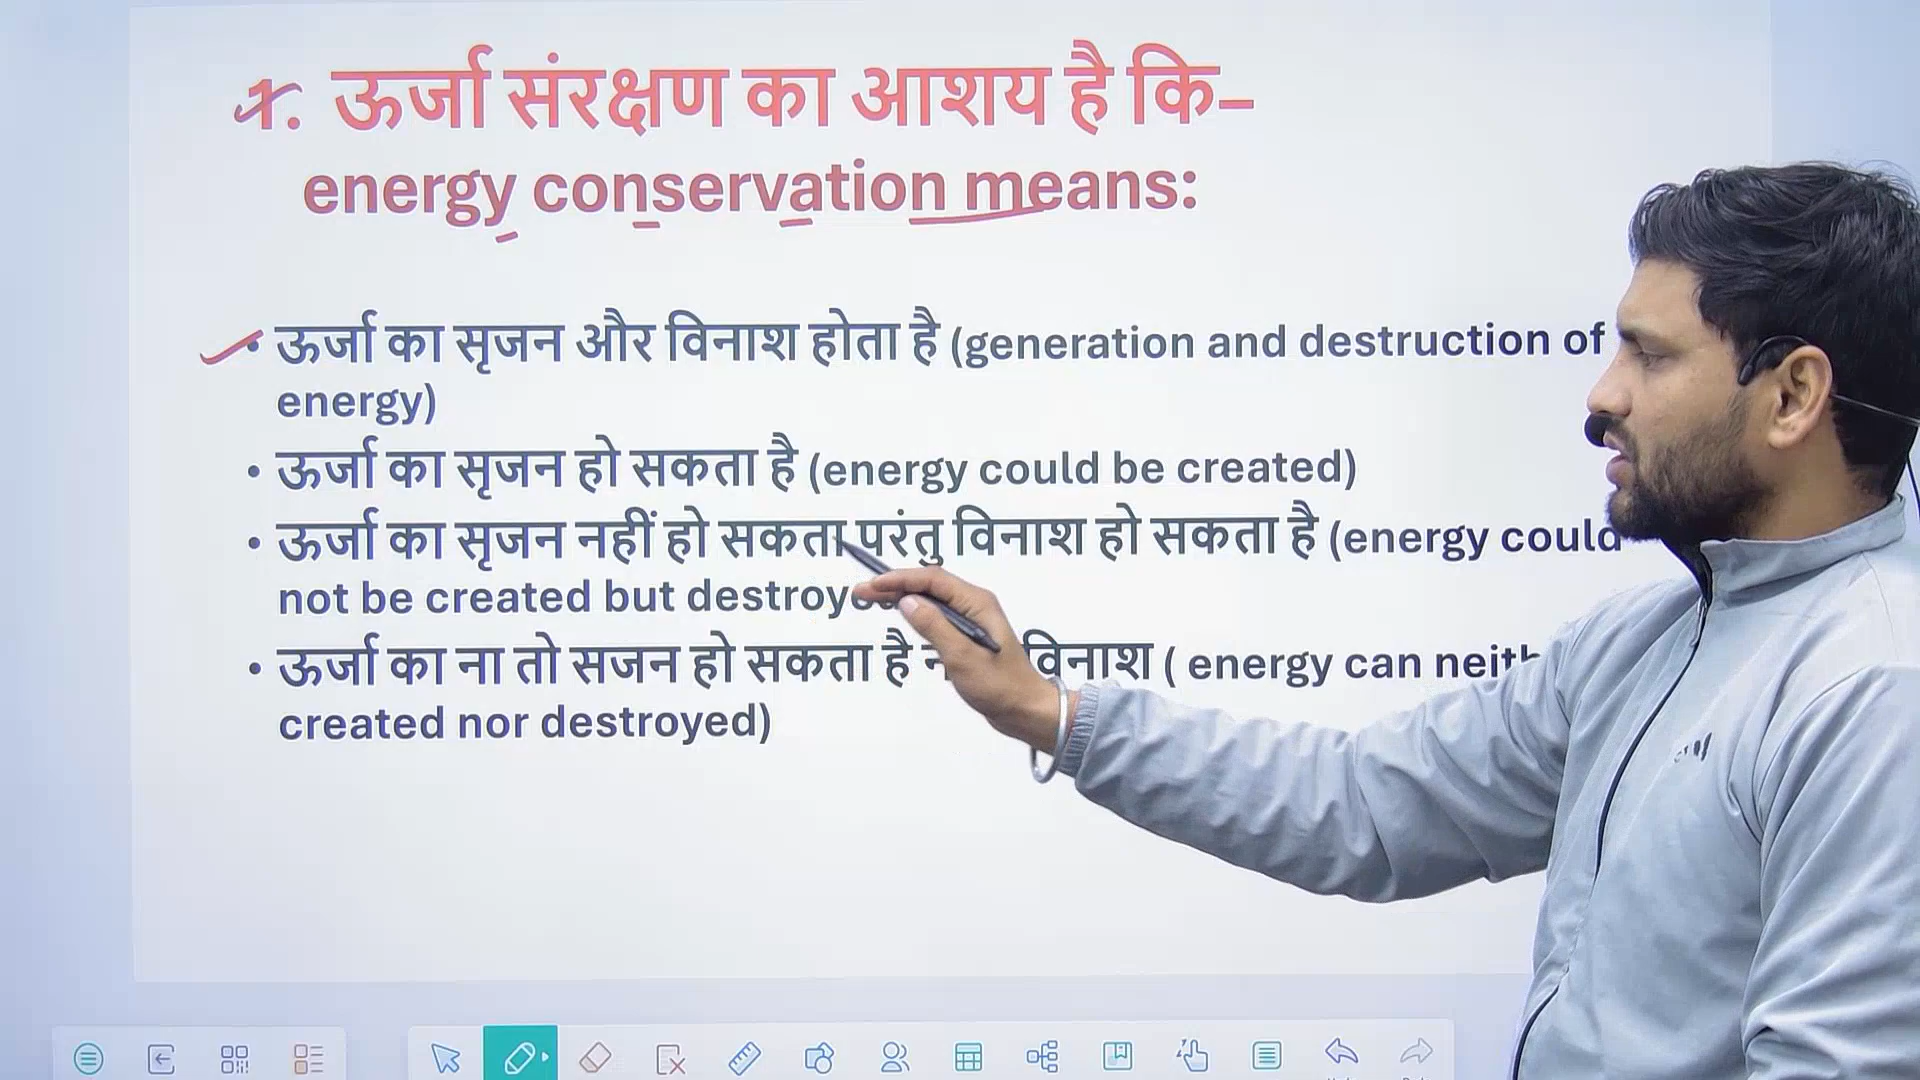 1. ऊर्जा संरक्षण का आशय है कि–
energy conservation means:
• ऊर्जा का सृजन और विनाश होता है (generation and destruction of
energy)
• ऊर्जा का सृजन हो सकता है (energy could be created)
• ऊर्जा का सृजन नहीं हो सकता परंतु विनाश हो सकता है (energy could
not be created but
• ऊर्जा का ना तो सजन हो सकता है विनाश ( energy can
created nor destroyed)